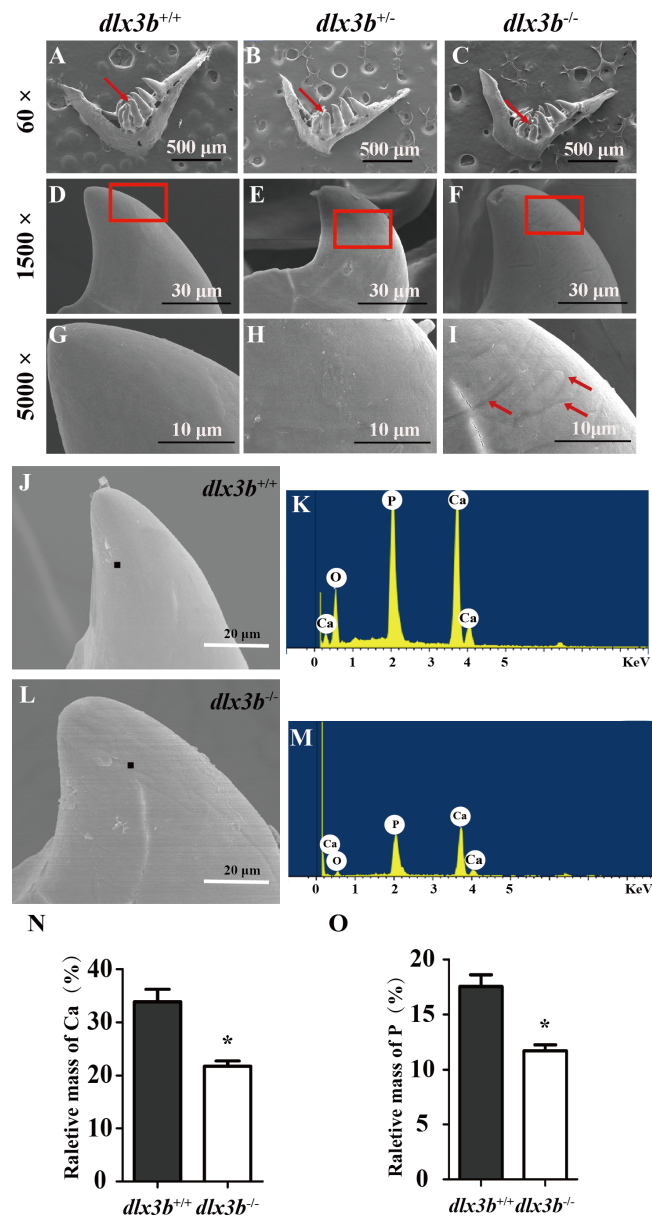 dlx3b+/+ dlx3b+/- dlx3b-/-
60 ×
A B C
500 μm 500 μm 500 μm
1500 ×
D E F
30 μm 30 μm 30 μm
5000 ×
G H I
10 μm 10 μm 10μm
J dlx3b+/+
20 μm
K
P Ca
O
Ca Ca
0 1 2 3 4 5 KeV
L dlx3b-/-
20 μm
M
P Ca
Ca
O Ca
0 1 2 3 4 5 KeV
N
Raletive mass of Ca (%)
40
30
20
10
0
*
dlx3b+/+ dlx3b-/-
O
Raletive mass of P (%)
20
15
10
5
0
*
dlx3b+/+ dlx3b-/-